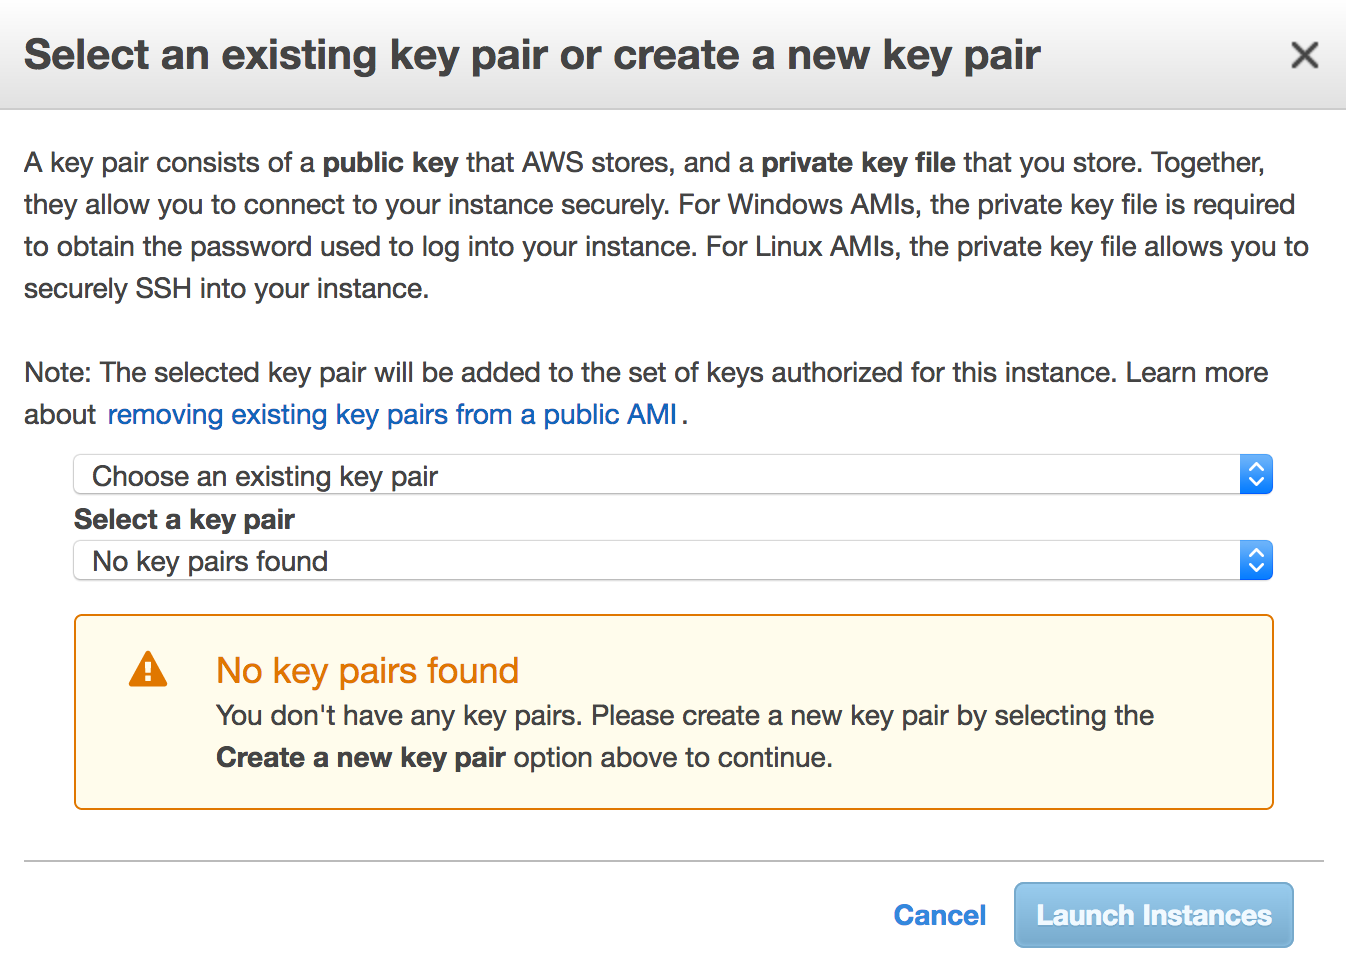 Select an existing key pair or create a new key pair
A key pair consists of a public key that AWS stores, and a private key file that you store. Together,
they allow you to connect to your instance securely. For Windows AMIs, the private key file is required
to obtain the password used to log into your instance. For Linux AMIs, the private key file allows you to
securely SSH into your instance.
Note: The selected key pair will be added to the set of keys authorized for this instance. Learn more
about removing existing key pairs from a public AMI.
Choose an existing key pair
Select a key pair
No key pairs found
No key pairs found
You don't have any key pairs. Please create a new key pair by selecting the
Create a new key pair option above to continue.
Cancel Launch Instances